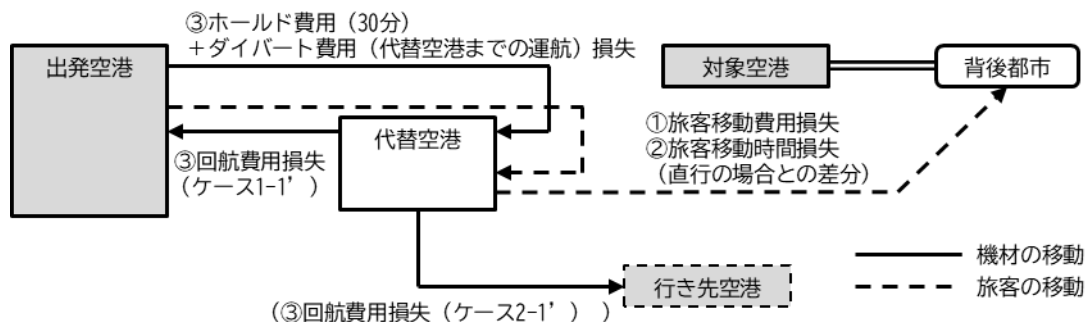 ③ホールド費用（30分）
＋ダイバート費用（代替空港までの運航）損失
出発空港
対象空港
背後都市
代替空港
①旅客移動費用損失
②旅客移動時間損失
（直行の場合との差分）
③回航費用損失
（ケース1-1’）
機材の移動
行き先空港
旅客の移動
（③回航費用損失（ケース2-1’））